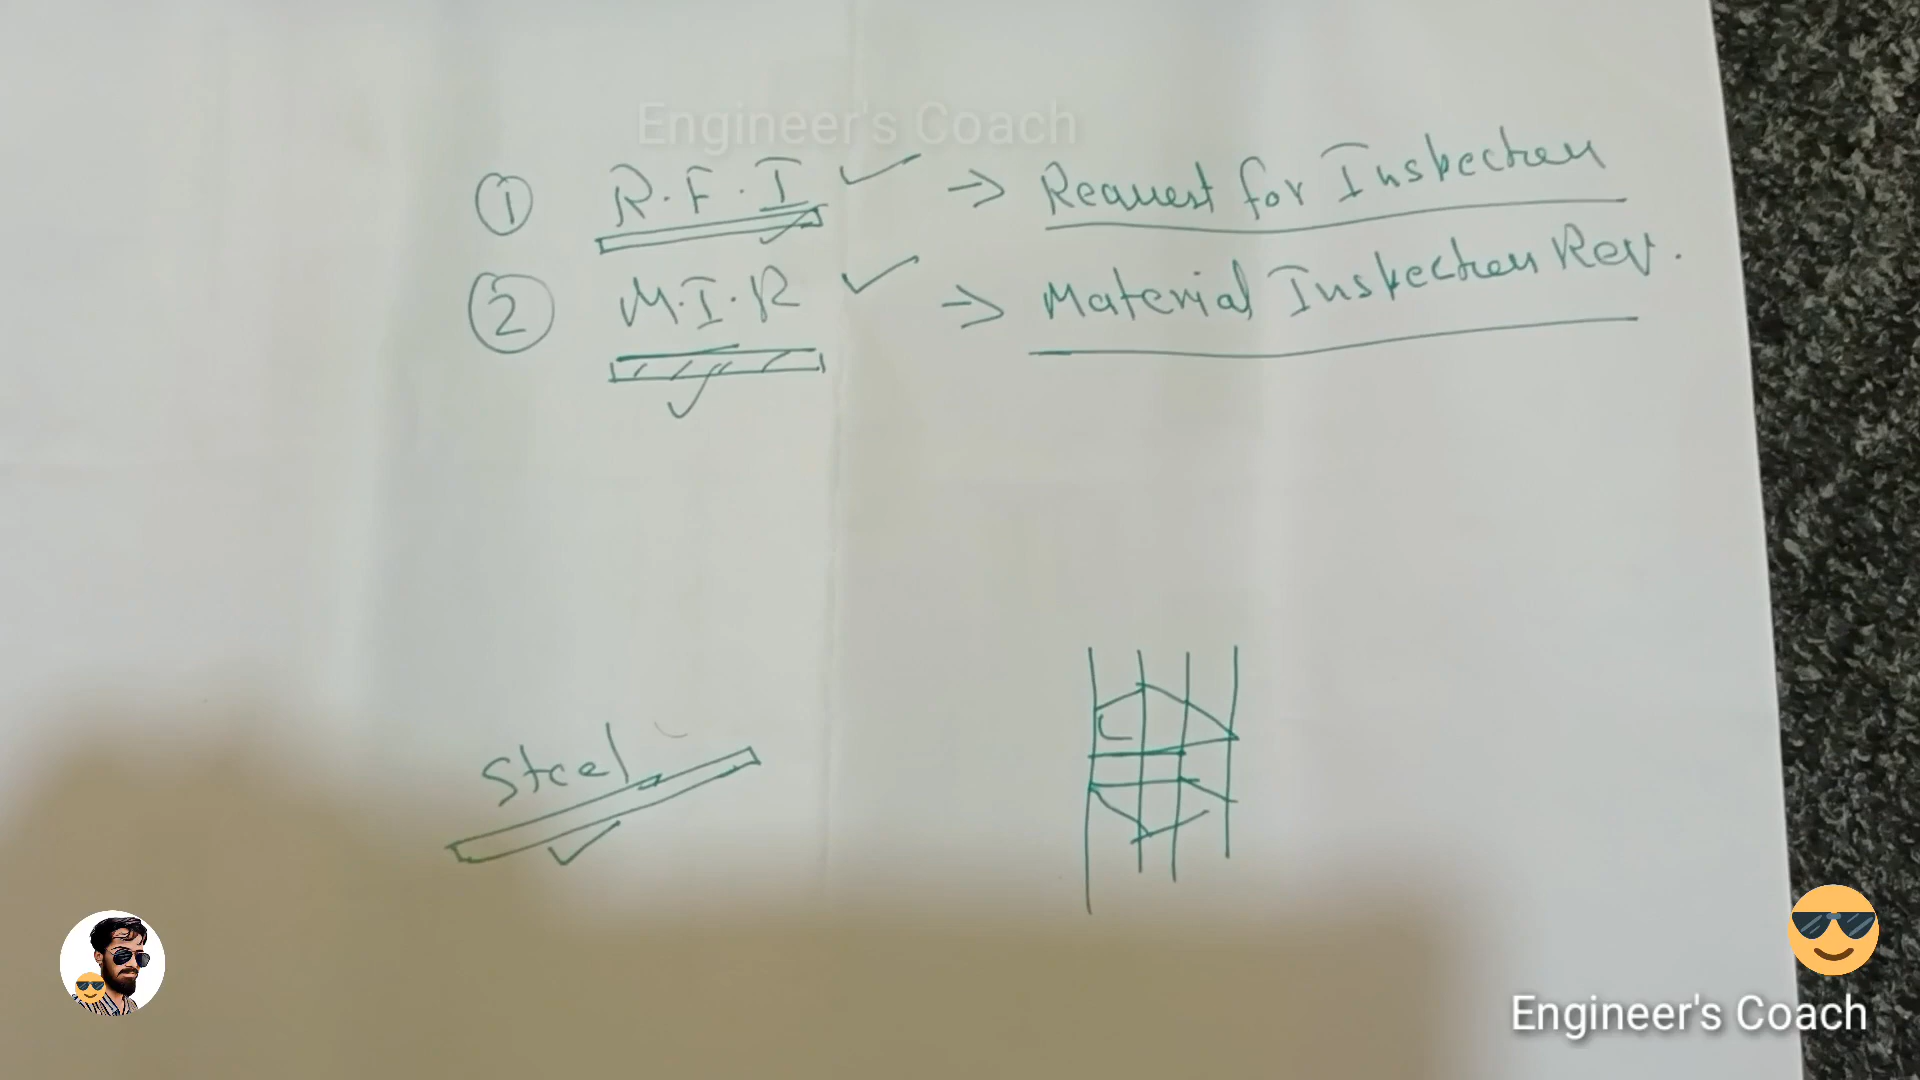 Engineer's Coach
① R.F.I ✓ → Request for Inspection
② M.I.R ✓ → Material Inspection Rev.
Steel
Engineer's Coach